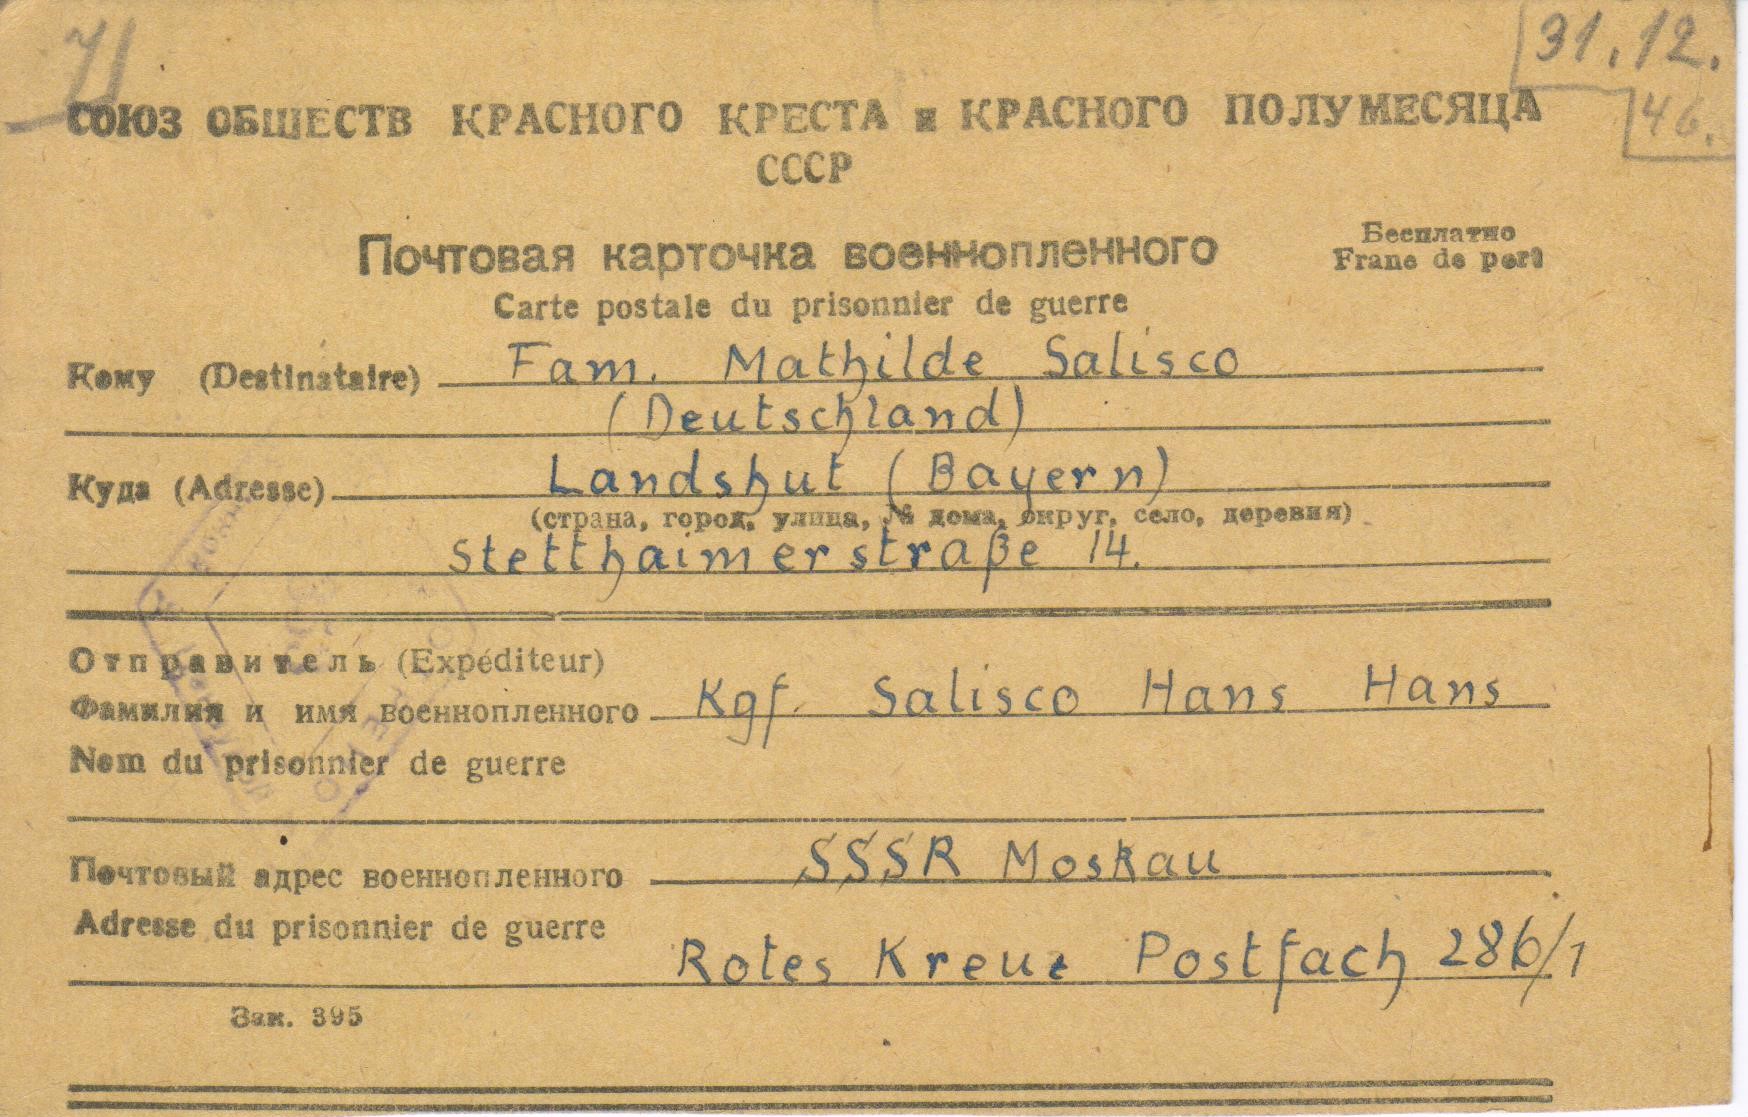 71
31.12.
46.
СОЮЗ ОБЩЕСТВ КРАСНОГО КРЕСТА и КРАСНОГО ПОЛУМЕСЯЦА
СССР
Почтовая карточка военнопленного
Бесплатно
Franc de port
Carte postale du prisonnier de guerre
Кому (Destinataire) Fam. Mathilde Salisco
(Deutschland)
Куда (Adresse) Landshut (Bayern)
(страна, город, улица, № дома, округ, село, деревня)
Stetthaimerstraße 14.
Отправитель (Expéditeur)
Фамилия и имя военнопленного Kgf. Salisco Hans Hans
Nom du prisonnier de guerre
Почтовый адрес военнопленного SSSR Moskau
Adresse du prisonnier de guerre
Rotes Kreuz Postfach 286/1
Зак. 395